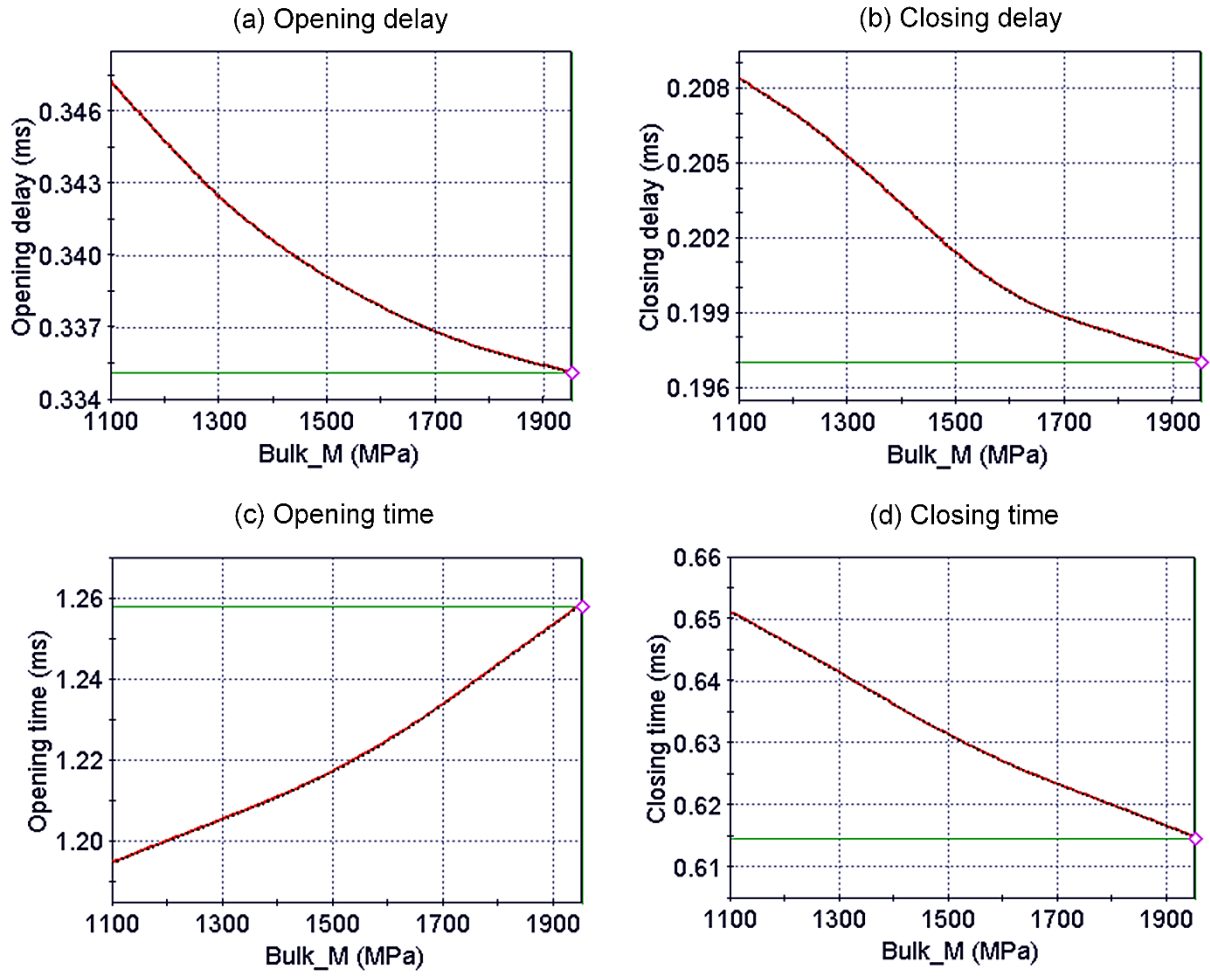 (a) Opening delay
Opening delay (ms)
0.346
0.343
0.340
0.337
0.334
1100 1300 1500 1700 1900
Bulk_M (MPa)
(b) Closing delay
Closing delay (ms)
0.208
0.205
0.202
0.199
0.196
1100 1300 1500 1700 1900
Bulk_M (MPa)
(c) Opening time
Opening time (ms)
1.26
1.24
1.22
1.20
1100 1300 1500 1700 1900
Bulk_M (MPa)
(d) Closing time
Closing time (ms)
0.66
0.65
0.64
0.63
0.62
0.61
1100 1300 1500 1700 1900
Bulk_M (MPa)